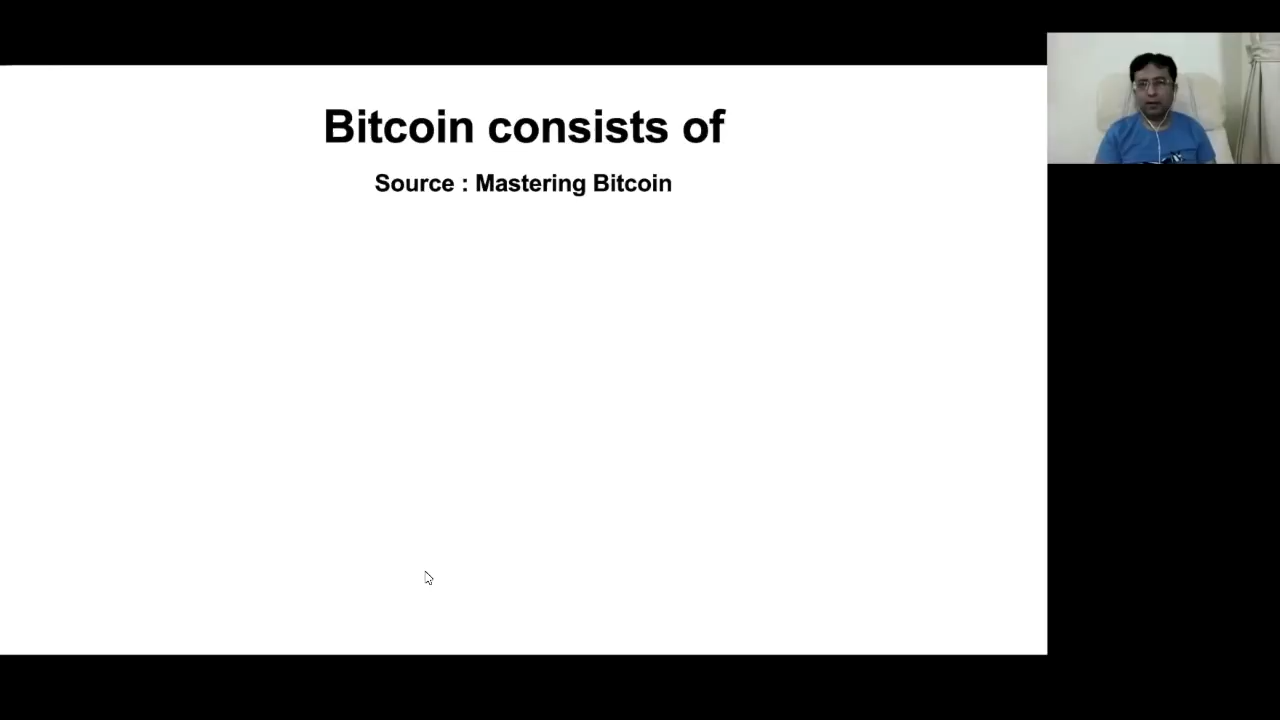 Bitcoin consists of
Source : Mastering Bitcoin